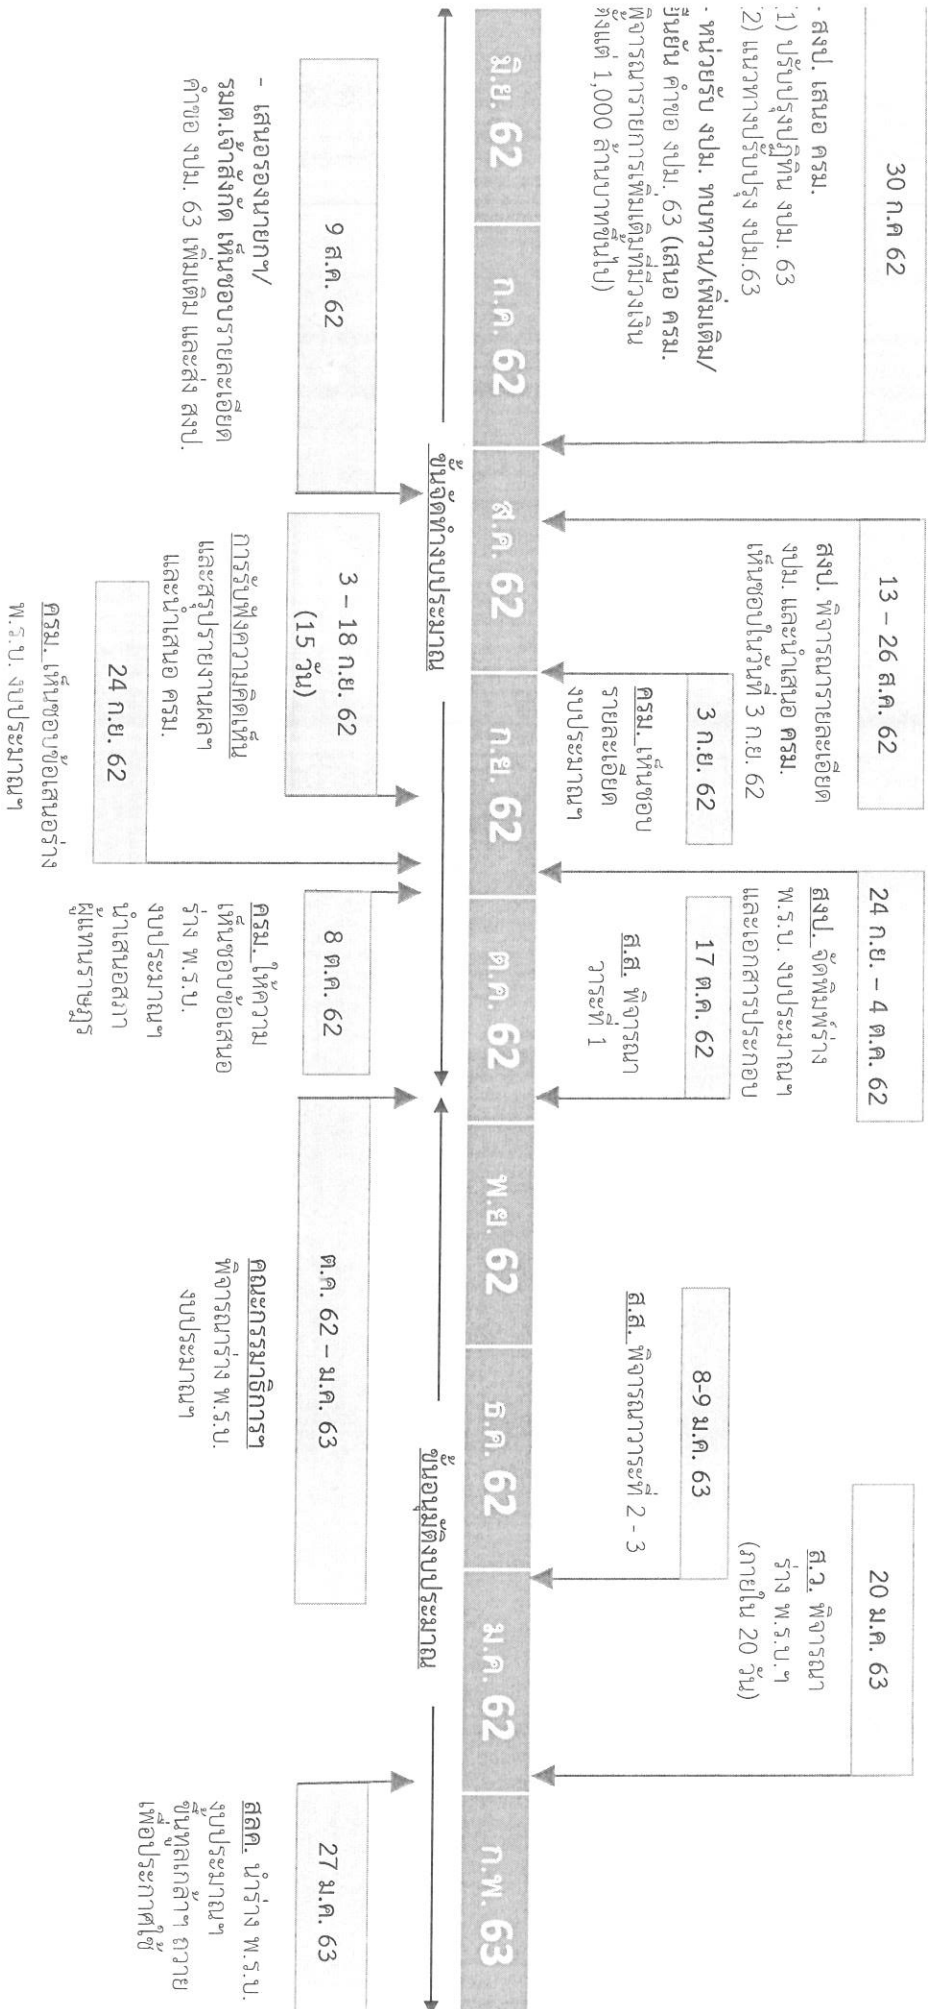 30 ก.ค 62
- สงป. เสนอ ครม.
1) ปรับปรุงปฏิทิน งปม. 63
2) แนวทางปรับปรุง งปม.63
- หน่วยรับ งปม. ทบทวน/เพิ่มเติม/
ยืนยัน คำขอ งปม. 63 (เสนอ ครม.
พิจารณารายการเพิ่มเติมที่มีวงเงิน
ตั้งแต่ 1,000 ล้านบาทขึ้นไป)
13 – 26 ส.ค. 62
สงป. พิจารณารายละเอียด
งปม. และนำเสนอ ครม.
เห็นชอบในวันที่ 3 ก.ย. 62
3 ก.ย. 62
ครม. เห็นชอบ
รายละเอียด
งบประมาณฯ
24 ก.ย. – 4 ต.ค. 62
สงป. จัดพิมพ์ร่าง
พ.ร.บ. งบประมาณฯ
และเอกสารประกอบ
17 ต.ค. 62
ส.ส. พิจารณา
วาระที่ 1
8-9 ม.ค. 63
ส.ส. พิจารณาวาระที่ 2 - 3
20 ม.ค. 63
ส.ว. พิจารณา
ร่าง พ.ร.บ.ฯ
(ภายใน 20 วัน)
มิ.ย. 62
ก.ค. 62
ส.ค. 62
ก.ย. 62
ต.ค. 62
พ.ย. 62
ธ.ค. 62
ม.ค. 62
ก.พ. 63
ขั้นจัดทำงบประมาณ
ขั้นอนุมัติงบประมาณ
9 ส.ค. 62
- เสนอรองนายกฯ/
รมต.เจ้าสังกัด เห็นชอบรายละเอียด
คำขอ งปม. 63 เพิ่มเติม และส่ง สงป.
3 – 18 ก.ย. 62
(15 วัน)
การรับฟังความคิดเห็น
และสรุปรายงานผลฯ
และนำเสนอ ครม.
24 ก.ย. 62
ครม. เห็นชอบข้อเสนอร่าง
พ.ร.บ. งบประมาณฯ
8 ต.ค. 62
ครม. ให้ความ
เห็นชอบข้อเสนอ
ร่าง พ.ร.บ.
งบประมาณฯ
นำเสนอสภา
ผู้แทนราษฎร
ต.ค. 62 – ม.ค. 63
คณะกรรมาธิการฯ
พิจารณาร่าง พ.ร.บ.
งบประมาณฯ
27 ม.ค. 63
สลค. นำร่าง พ.ร.บ.
งบประมาณฯ
ขึ้นทูลเกล้าฯ ถวาย
เพื่อประกาศใช้